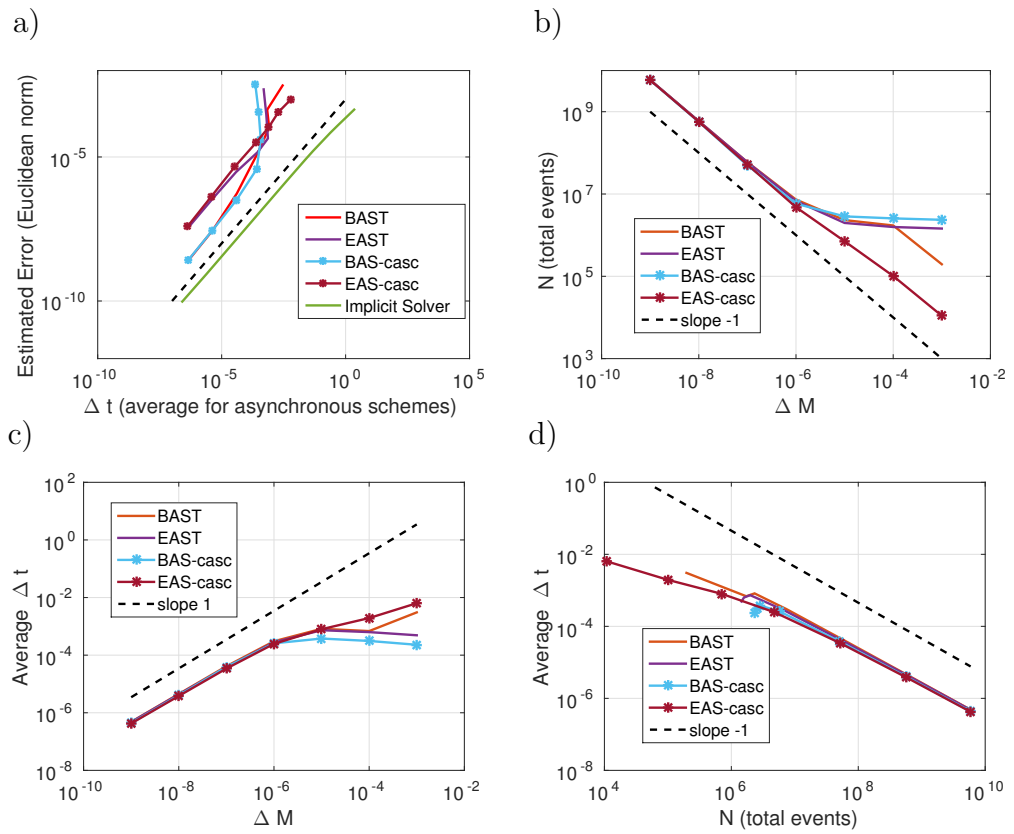 a)
Estimated Error (Euclidean norm)
10^-5
10^-10
10^-10
10^-5
10^0
10^5
Δ t (average for asynchronous schemes)
BAST
EAST
BAS-casc
EAS-casc
Implicit Solver
b)
N (total events)
10^9
10^7
10^5
10^3
10^-10
10^-8
10^-6
10^-4
10^-2
Δ M
BAST
EAST
BAS-casc
EAS-casc
slope -1
c)
Average Δ t
10^2
10^0
10^-2
10^-4
10^-6
10^-8
10^-10
10^-8
10^-6
10^-4
10^-2
Δ M
BAST
EAST
BAS-casc
EAS-casc
slope 1
d)
Average Δ t
10^0
10^-2
10^-4
10^-6
10^-8
10^4
10^6
10^8
10^10
N (total events)
BAST
EAST
BAS-casc
EAS-casc
slope -1